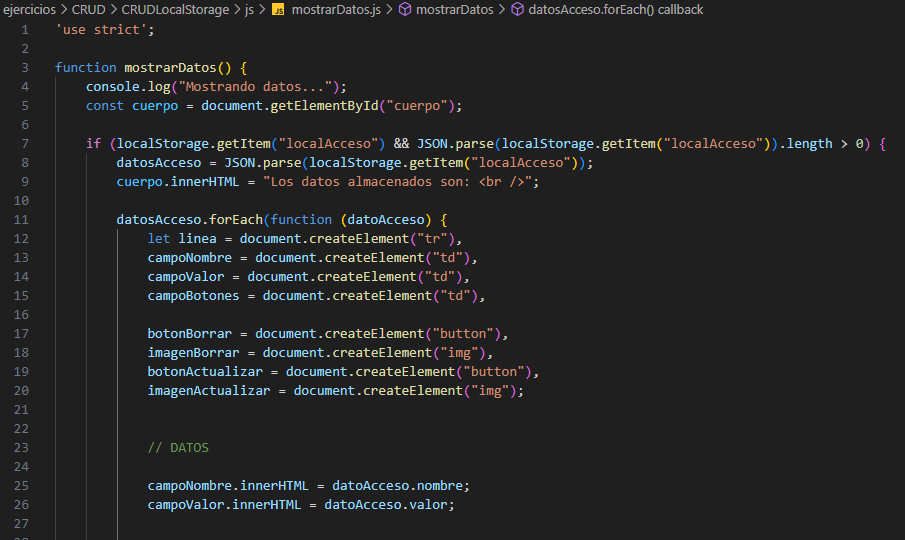 ejercicios > CRUD > CRUDLocalStorage > js > JS mostrarDatos.js > mostrarDatos > datosAcceso.forEach() callback
1 'use strict';
2
3 function mostrarDatos() {
4 console.log("Mostrando datos...");
5 const cuerpo = document.getElementById("cuerpo");
6
7 if (localStorage.getItem("localAcceso") && JSON.parse(localStorage.getItem("localAcceso")).length > 0) {
8 datosAcceso = JSON.parse(localStorage.getItem("localAcceso"));
9 cuerpo.innerHTML = "Los datos almacenados son: <br />";
10
11 datosAcceso.forEach(function (datoAcceso) {
12 let linea = document.createElement("tr"),
13 campoNombre = document.createElement("td"),
14 campoValor = document.createElement("td"),
15 campoBotones = document.createElement("td"),
16
17 botonBorrar = document.createElement("button"),
18 imagenBorrar = document.createElement("img"),
19 botonActualizar = document.createElement("button"),
20 imagenActualizar = document.createElement("img");
21
22
23 // DATOS
24
25 campoNombre.innerHTML = datoAcceso.nombre;
26 campoValor.innerHTML = datoAcceso.valor;
27